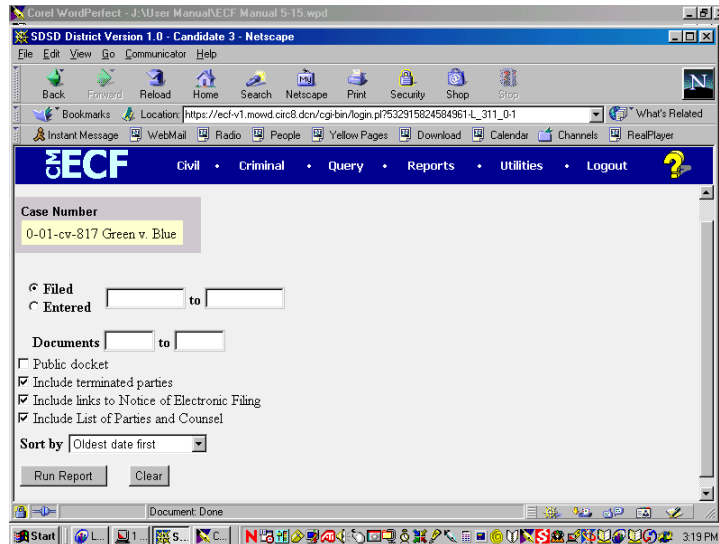 Corel WordPerfect - J:\User Manual\ECF Manual 5-15.wpd
SDSD District Version 1.0 - Candidate 3 - Netscape
File Edit View Go Communicator Help
Back Forward Reload Home Search Netscape Print Security Shop Stop
Bookmarks Location: https://ecf-v1.mowd.circ8.dcn/cgi-bin/login.pl?532915824584961-L_311_0-1 What's Related
Instant Message WebMail Radio People Yellow Pages Download Calendar Channels RealPlayer
CM ECF Civil • Criminal • Query • Reports • Utilities • Logout ?
Case Number
0-01-cv-817 Green v. Blue
Filed
Entered to
Documents to
Public docket
Include terminated parties
Include links to Notice of Electronic Filing
Include List of Parties and Counsel
Sort by Oldest date first
Run Report Clear
Document: Done
Start L... 1 ... S... C... 3:19 PM